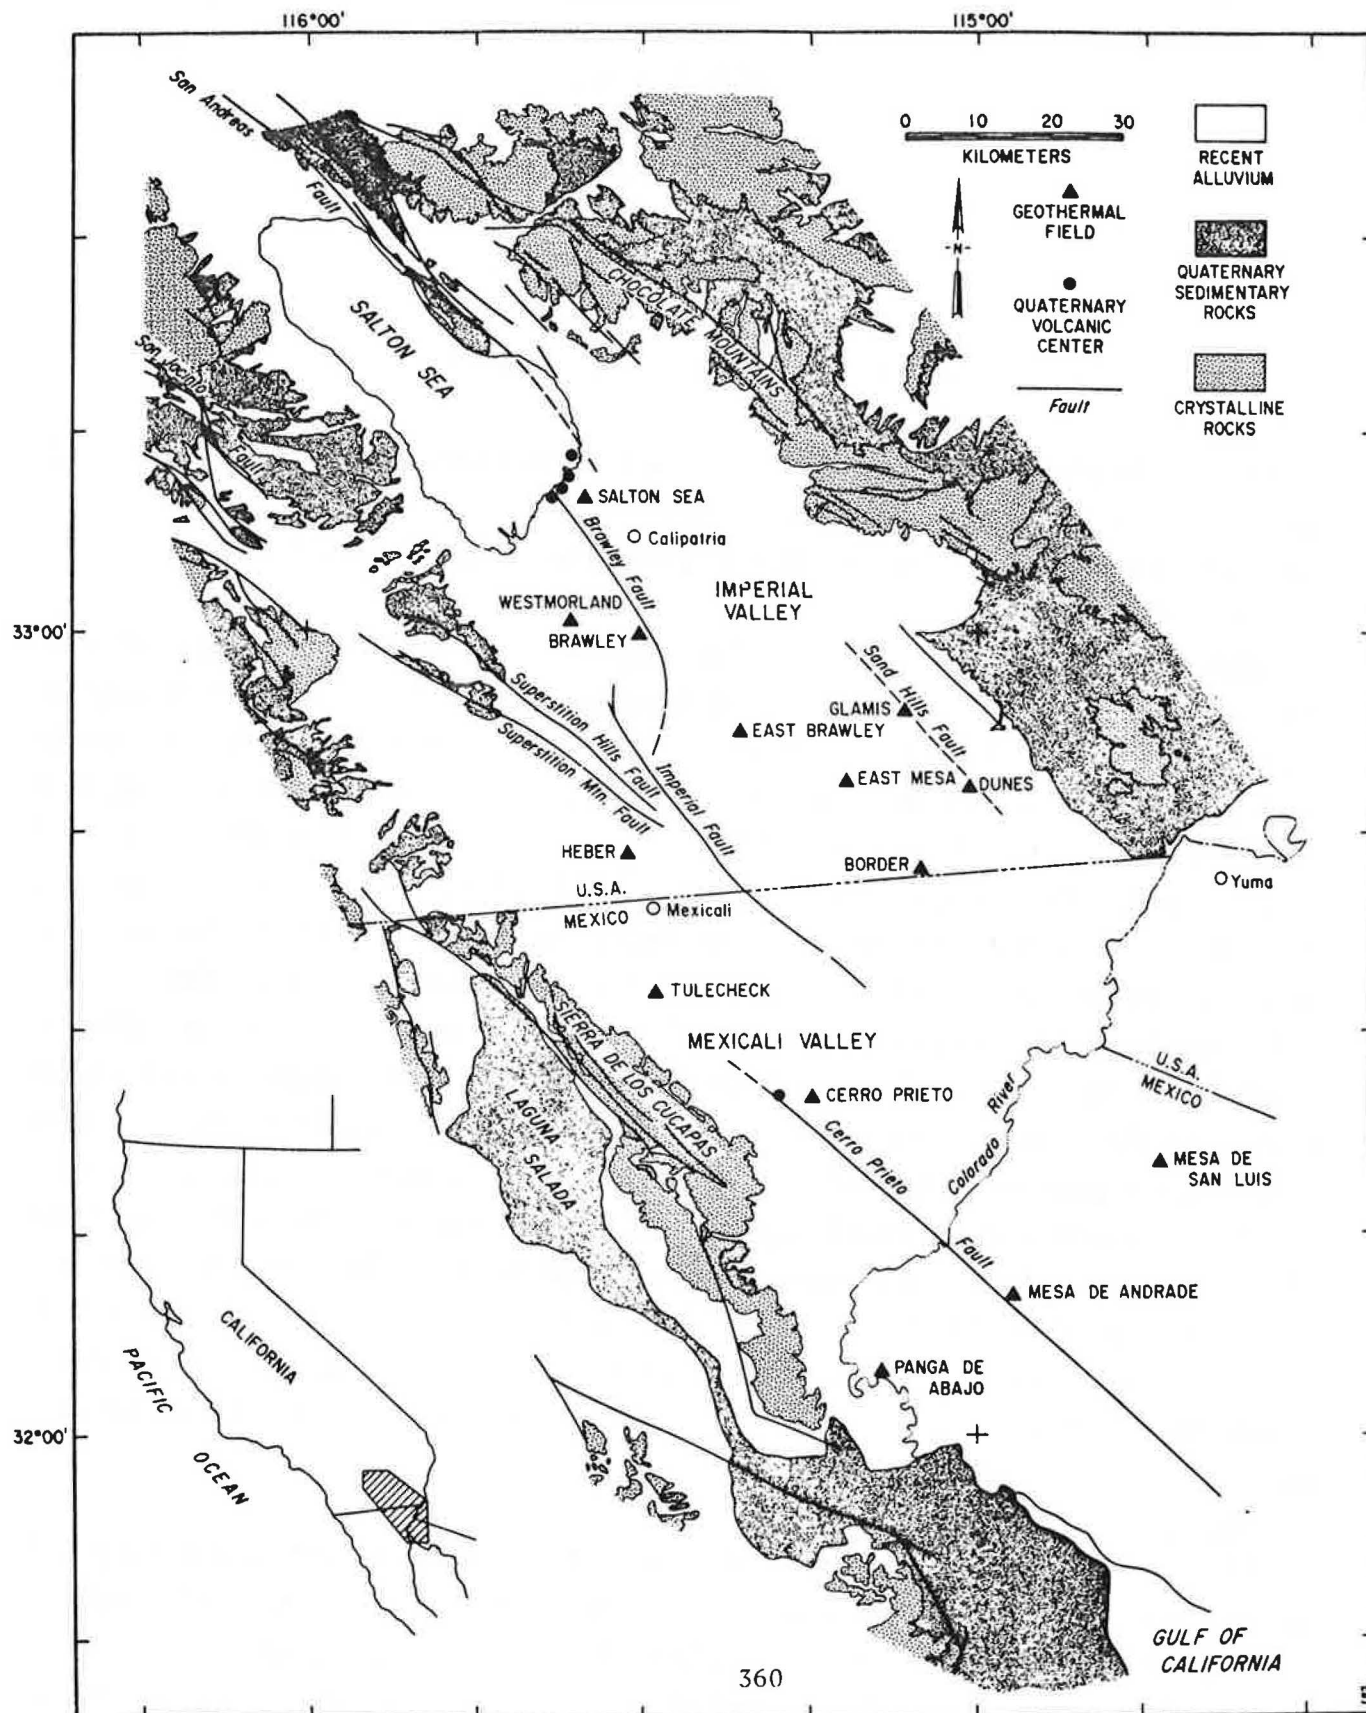 116°00'
115°00'
San Andreas
Fault
0 10 20 30
KILOMETERS
N
GEOTHERMAL
FIELD
QUATERNARY
VOLCANIC
CENTER
Fault
RECENT
ALLUVIUM
QUATERNARY
SEDIMENTARY
ROCKS
CRYSTALLINE
ROCKS
CHOCOLATE MOUNTAINS
SALTON SEA
San Jacinto
Fault
SALTON SEA
Calipatria
Brawley Fault
IMPERIAL
VALLEY
WESTMORLAND
BRAWLEY
33°00'
Superstition Hills Fault
Superstition Mtn. Fault
Imperial Fault
Sand Hills Fault
GLAMIS
EAST BRAWLEY
EAST MESA
DUNES
HEBER
BORDER
U.S.A.
MEXICO
Mexicali
Yuma
TULECHECK
MEXICALI VALLEY
SIERRA DE LOS CUCAPAS
LAGUNA
SALADA
CERRO PRIETO
Cerro Prieto
Fault
Colorado
River
U.S.A.
MEXICO
MESA DE
SAN LUIS
MESA DE ANDRADE
PANGA DE
ABAJO
CALIFORNIA
PACIFIC
OCEAN
32°00'
GULF OF
CALIFORNIA
360